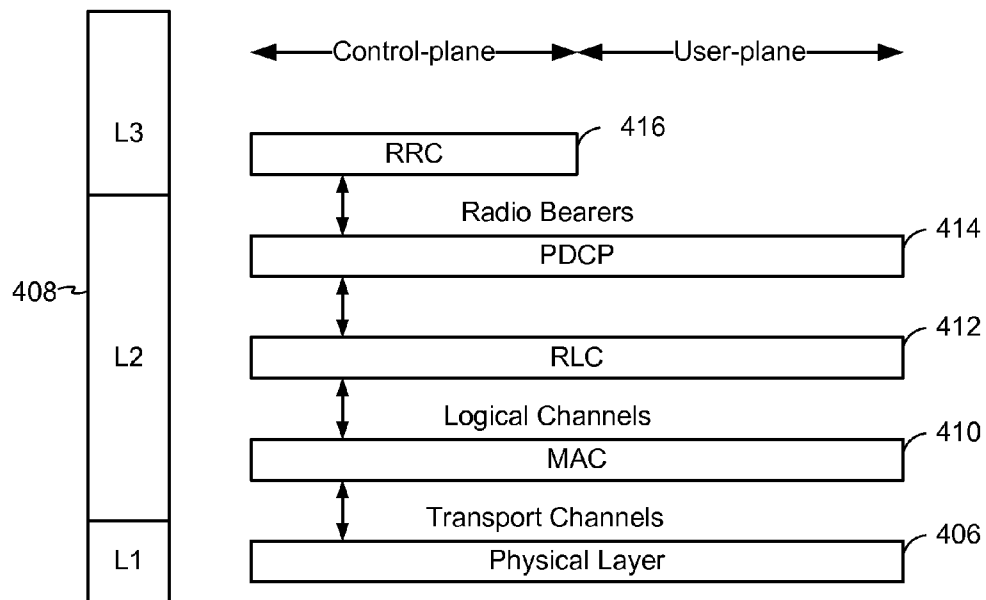 Control-plane User-plane
L3
416
RRC
Radio Bearers
414
PDCP
408
412
L2
RLC
Logical Channels
410
MAC
Transport Channels
406
L1
Physical Layer